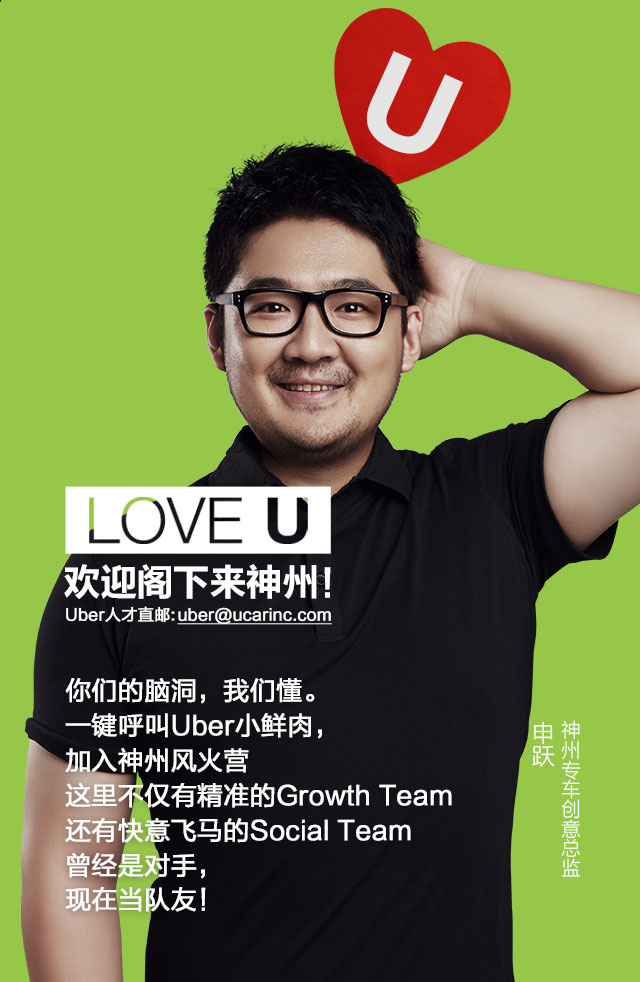 U
LOVE U
欢迎阁下来神州!
Uber人才直邮:uber@ucarinc.com
你们的脑洞，我们懂。
一键呼叫Uber小鲜肉，
加入神州风火营
这里不仅有精准的Growth Team
还有快意飞马的Social Team
曾经是对手，
现在当队友！
神州专车创意总监
申跃